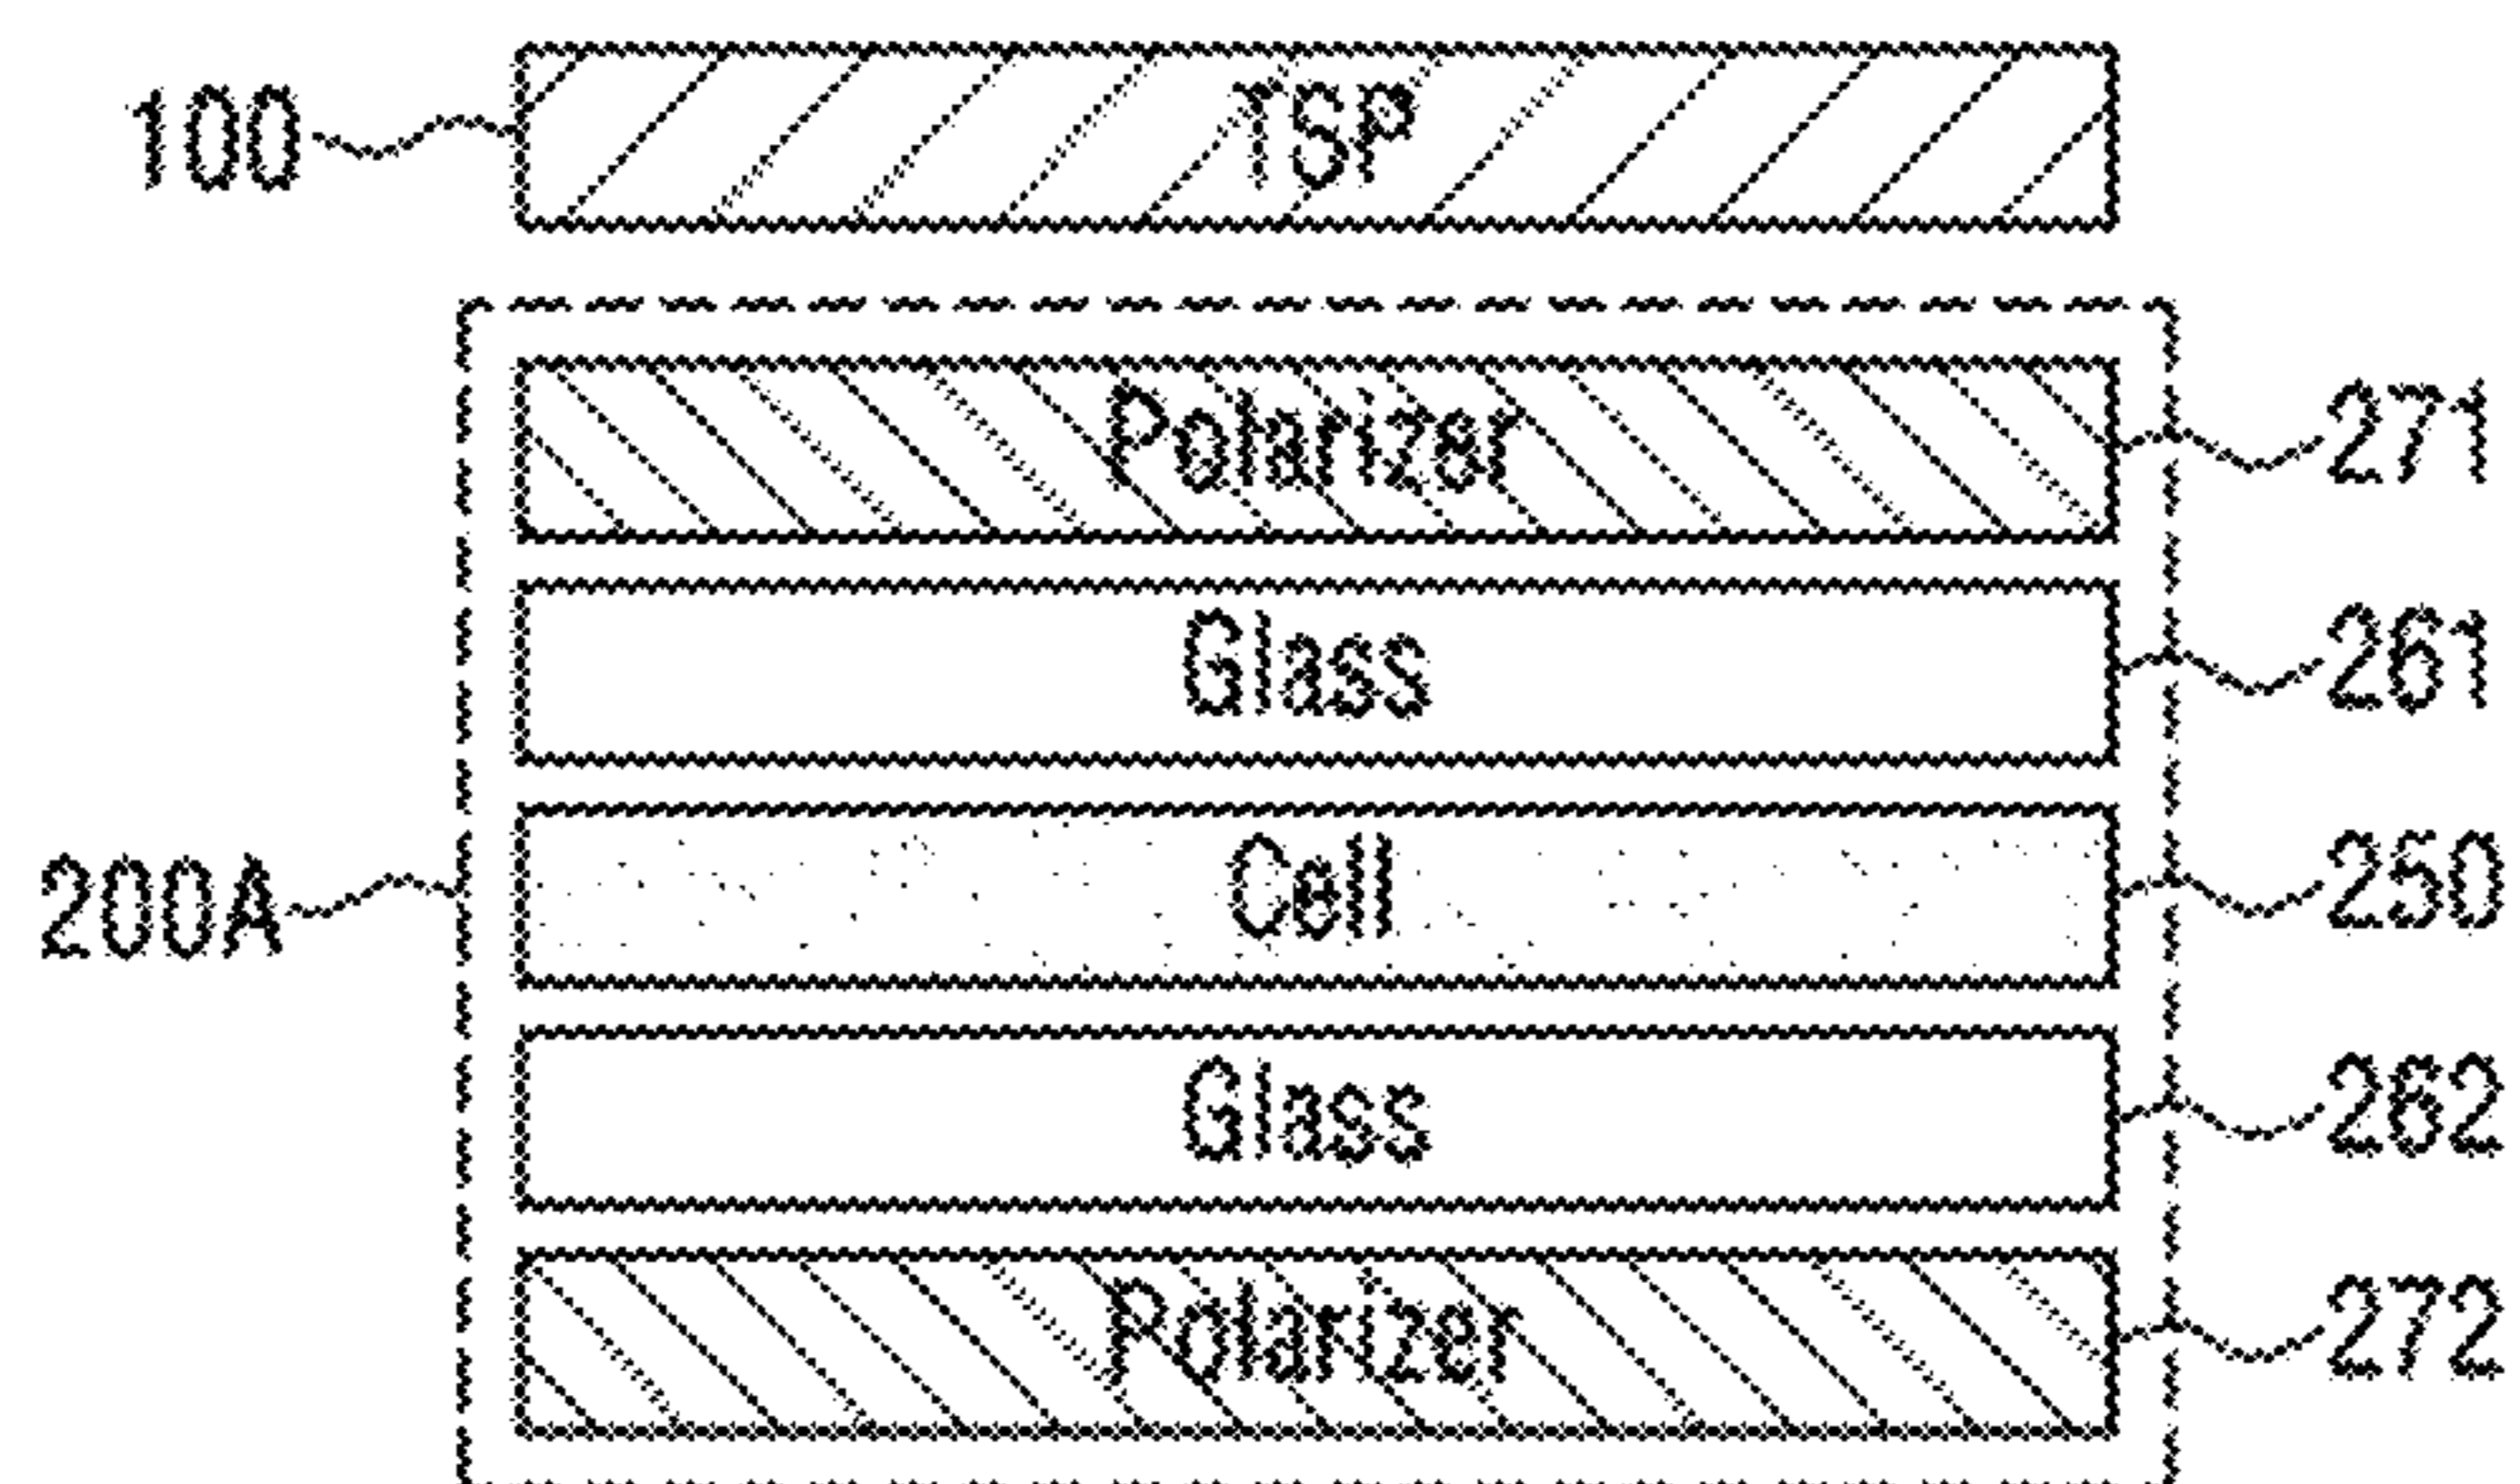 100 TSP
Polarizer 271
Glass 261
200A Cell 250
Glass 262
Polarizer 272